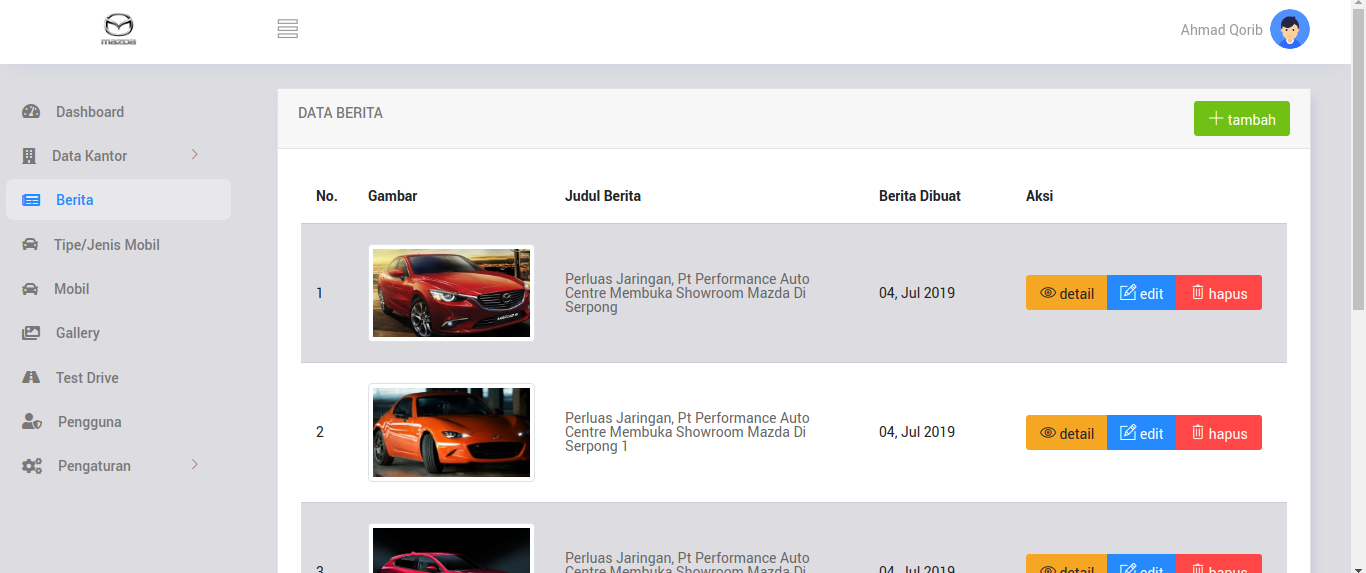 mazda
Ahmad Qorib
Dashboard
Data Kantor
Berita
Tipe/Jenis Mobil
Mobil
Gallery
Test Drive
Pengguna
Pengaturan
DATA BERITA
tambah
No. Gambar Judul Berita Berita Dibuat Aksi
1
Perluas Jaringan, Pt Performance Auto
Centre Membuka Showroom Mazda Di
Serpong
04, Jul 2019
detail edit hapus
2
Perluas Jaringan, Pt Performance Auto
Centre Membuka Showroom Mazda Di
Serpong 1
04, Jul 2019
detail edit hapus
3
Perluas Jaringan, Pt Performance Auto
Centre Membuka Showroom Mazda Di
04, Jul 2019
detail edit hapus